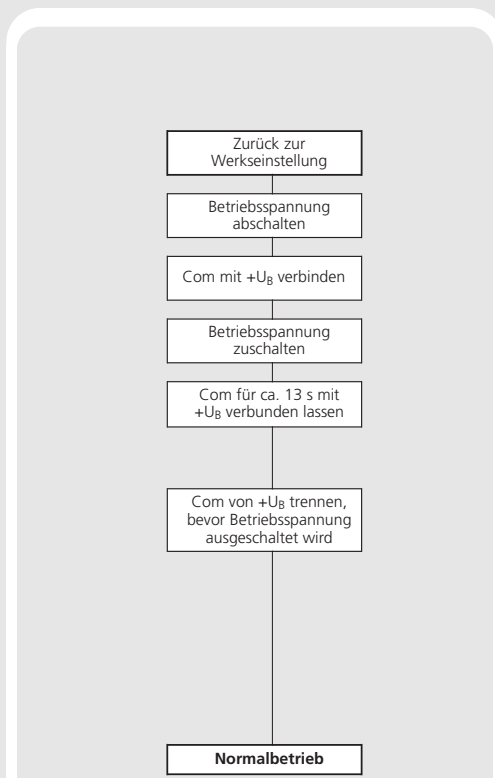 Zurück zur
Werkseinstellung
Betriebsspannung
abschalten
Com mit +UB verbinden
Betriebsspannung
zuschalten
Com für ca. 13 s mit
+UB verbunden lassen
Com von +UB trennen,
bevor Betriebsspannung
ausgeschaltet wird
Normalbetrieb